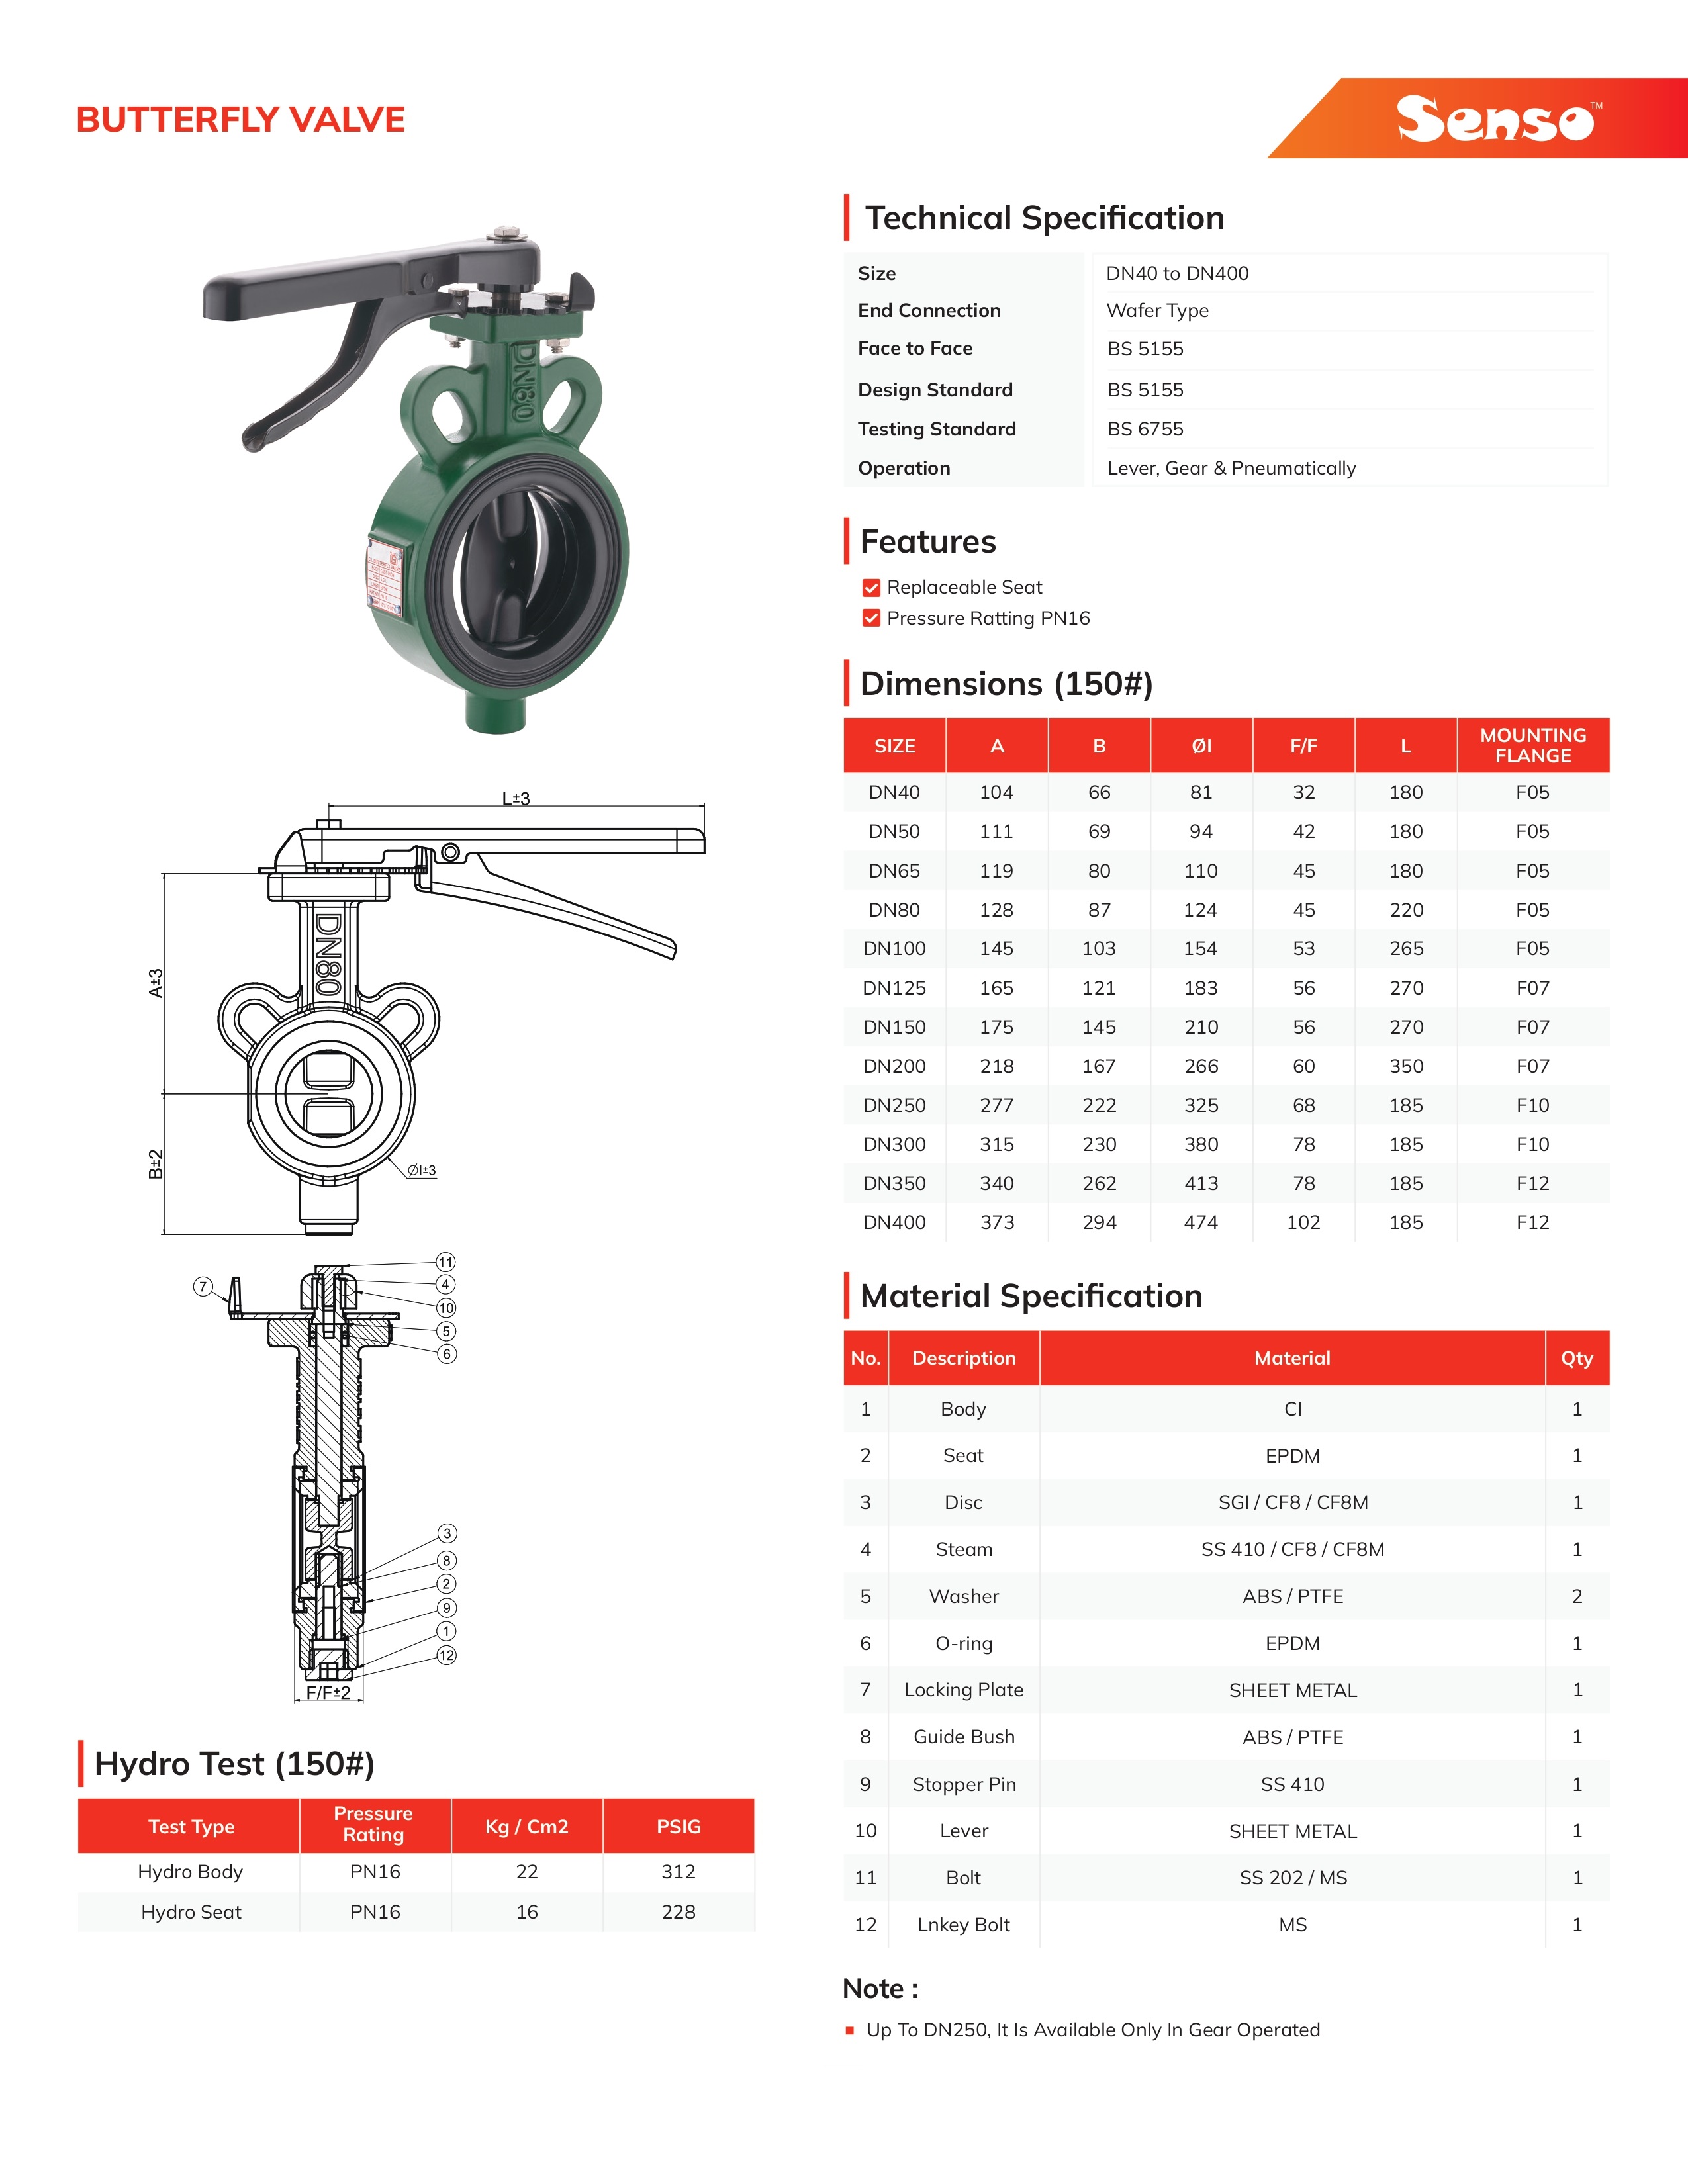 BUTTERFLY VALVE
Senso™
DN80
Technical Specification
Size DN40 to DN400
End Connection Wafer Type
Face to Face BS 5155
Design Standard BS 5155
Testing Standard BS 6755
Operation Lever, Gear & Pneumatically
Features
Replaceable Seat
Pressure Ratting PN16
Dimensions (150#)
SIZE A B ØI F/F L MOUNTING FLANGE
DN40 104 66 81 32 180 F05
DN50 111 69 94 42 180 F05
DN65 119 80 110 45 180 F05
DN80 128 87 124 45 220 F05
DN100 145 103 154 53 265 F05
DN125 165 121 183 56 270 F07
DN150 175 145 210 56 270 F07
DN200 218 167 266 60 350 F07
DN250 277 222 325 68 185 F10
DN300 315 230 380 78 185 F10
DN350 340 262 413 78 185 F12
DN400 373 294 474 102 185 F12
L±3
DN80
A±3
B±2
ØI±3
11
7
4
10
5
6
3
8
2
9
1
12
F/F±2
Material Specification
No. Description Material Qty
1 Body CI 1
2 Seat EPDM 1
3 Disc SGI / CF8 / CF8M 1
4 Steam SS 410 / CF8 / CF8M 1
5 Washer ABS / PTFE 2
6 O-ring EPDM 1
7 Locking Plate SHEET METAL 1
8 Guide Bush ABS / PTFE 1
9 Stopper Pin SS 410 1
10 Lever SHEET METAL 1
11 Bolt SS 202 / MS 1
12 Lnkey Bolt MS 1
Hydro Test (150#)
Test Type Pressure Rating Kg / Cm2 PSIG
Hydro Body PN16 22 312
Hydro Seat PN16 16 228
Note :
Up To DN250, It Is Available Only In Gear Operated